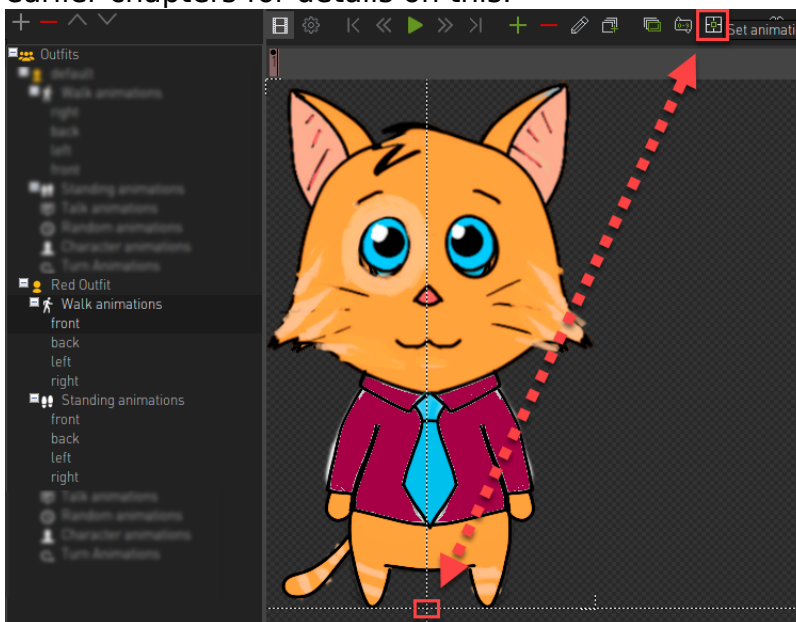 earlier chapters for details on this.
Set animati
Outfits
default
Walk animations
right
back
left
front
Standing animations
Talk animations
Random animations
Character animations
Turn Animations
Red Outfit
Walk animations
front
back
left
right
Standing animations
front
back
left
right
Talk animations
Random animations
Character animations
Turn Animations